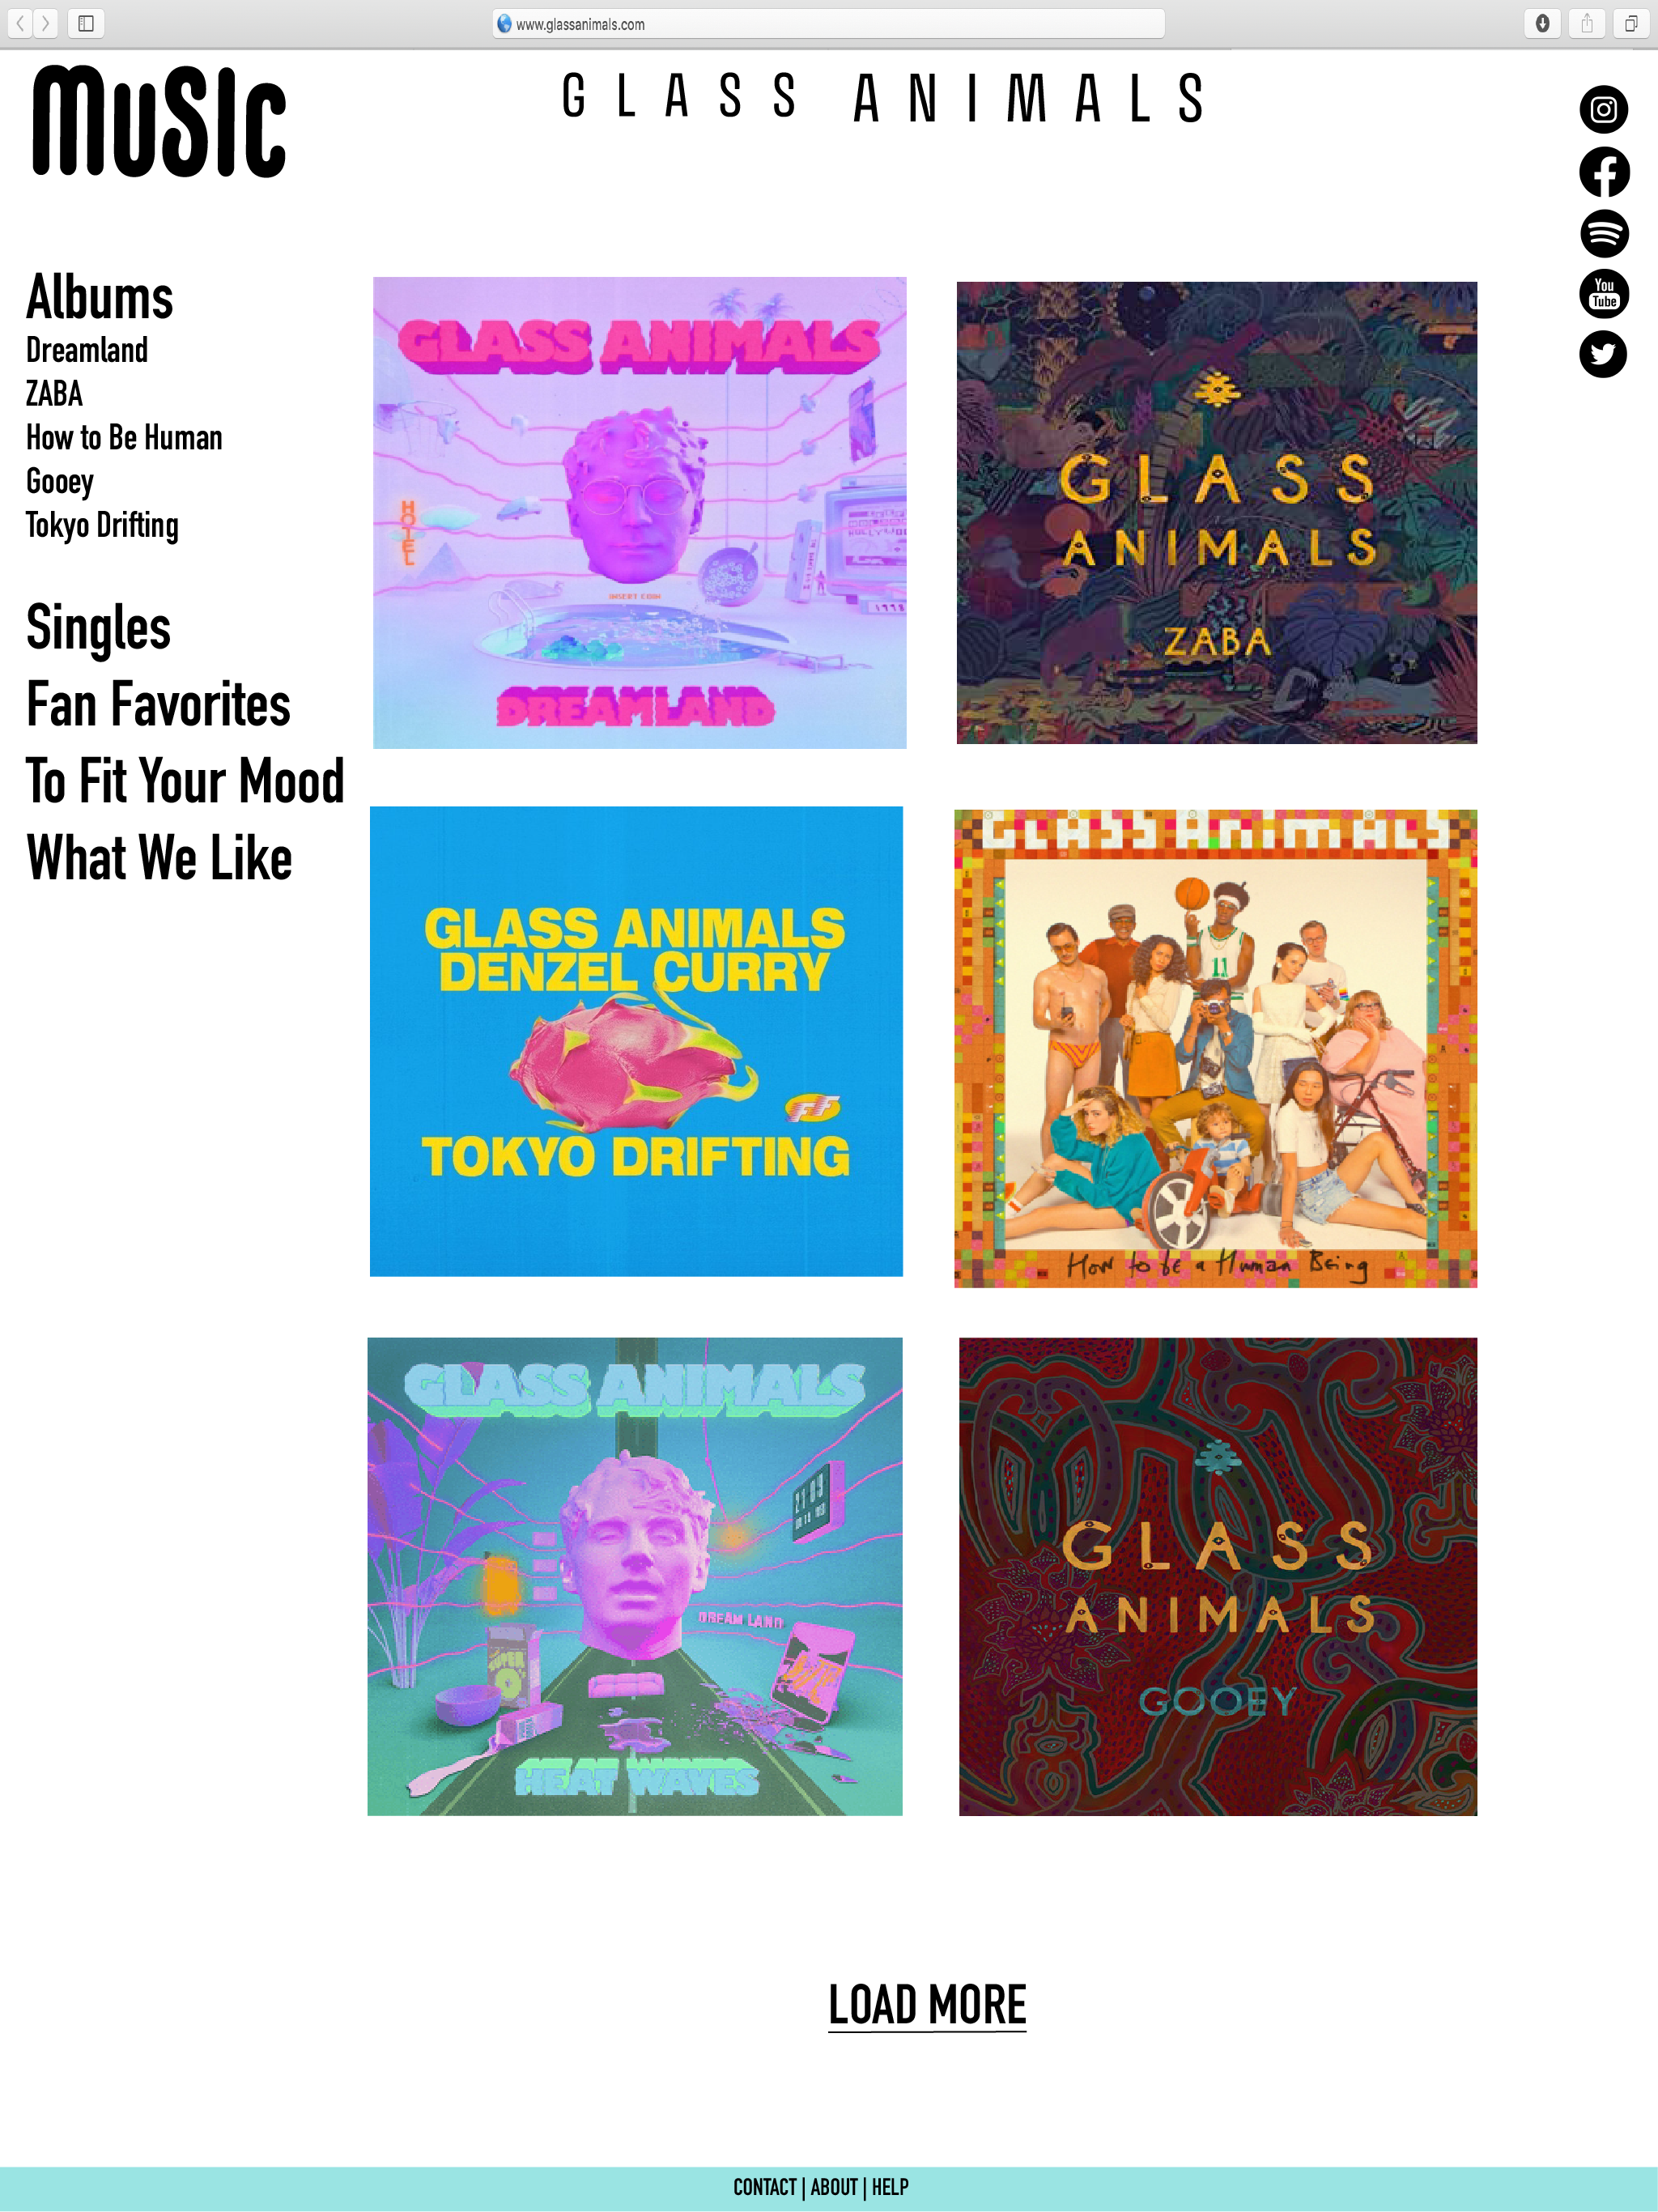 www.glassanimals.com
MuSIc
GLASS ANIMALS
You
Tube
Albums
Dreamland
ZABA
How to Be Human
Gooey
Tokyo Drifting
Singles
Fan Favorites
To Fit Your Mood
What We Like
GLASS ANIMALS
HOTEL
INSERT COIN
DREAMLAND
GLASS
ANIMALS
ZABA
GLASS ANIMALS
DENZEL CURRY
FF
TOKYO DRIFTING
GLASS AnimALS
11
How to be a Human Being
GLASS ANIMALS
DREAM LAND
SUPER
HEAT WAVES
GLASS
ANIMALS
GOOEY
LOAD MORE
CONTACT | ABOUT | HELP